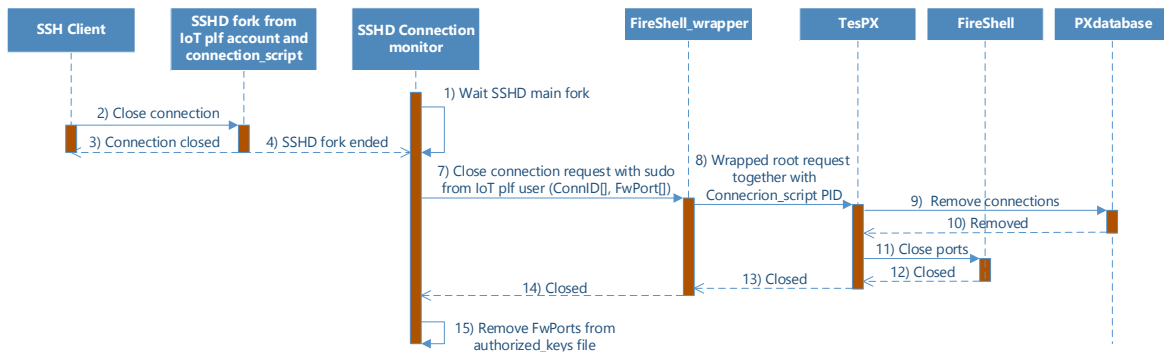 SSH Client
SSHD fork from
IoT plf account and
connection_script
SSHD Connection
monitor
FireShell_wrapper
TesPX
FireShell
PXdatabase
1) Wait SSHD main fork
2) Close connection
3) Connection closed
4) SSHD fork ended
7) Close connection request with sudo
from IoT plf user (ConnID[], FwPort[])
8) Wrapped root request
together with
Connecrion_script PID
9) Remove connections
10) Removed
11) Close ports
12) Closed
13) Closed
14) Closed
15) Remove FwPorts from
authorized_keys file